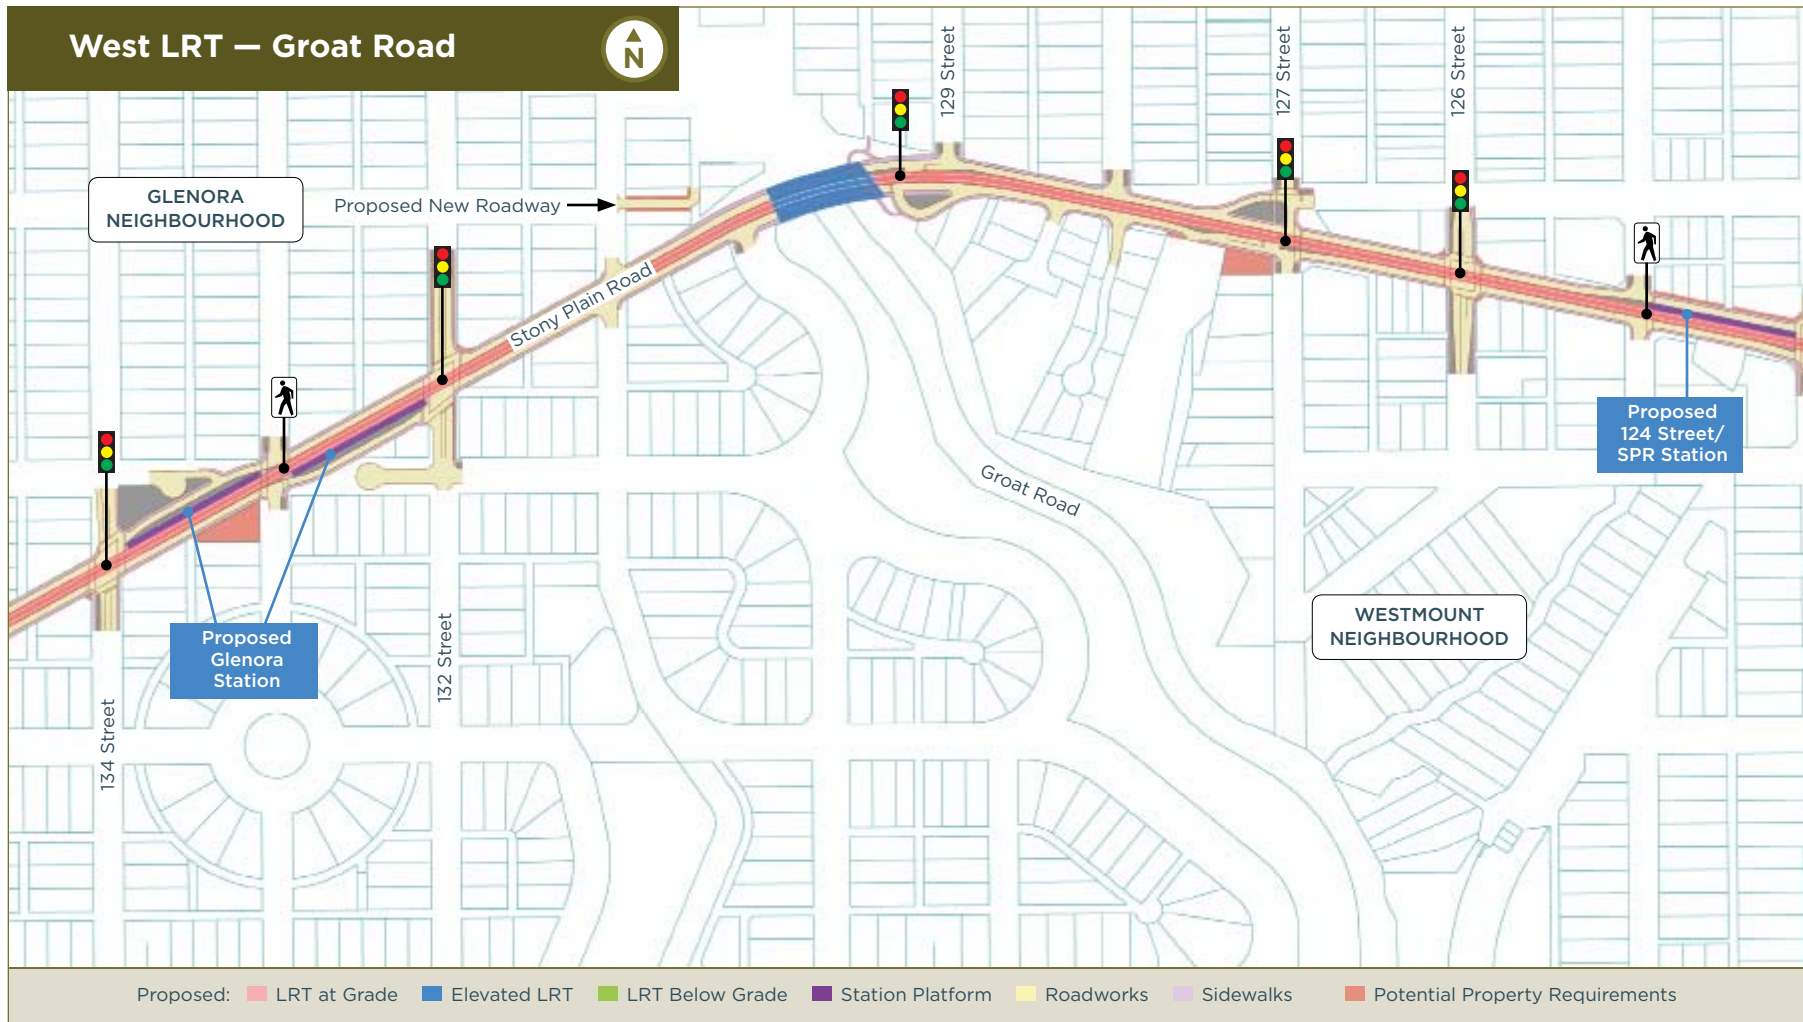 West LRT — Groat Road
N
129 Street
127 Street
126 Street
GLENORA
NEIGHBOURHOOD
Proposed New Roadway
Stony Plain Road
Proposed
124 Street/
SPR Station
Groat Road
WESTMOUNT
NEIGHBOURHOOD
Proposed
Glenora
Station
132 Street
134 Street
Proposed: LRT at Grade Elevated LRT LRT Below Grade Station Platform Roadworks Sidewalks Potential Property Requirements